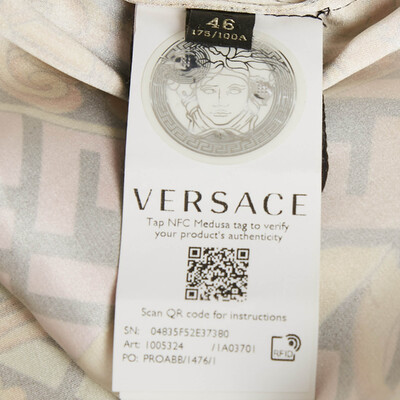 46
175/100A
VERSACE
Tap NFC Medusa tag to verify
your product's authenticity
Scan QR code for instructions
SN: 04835F52E37380
Art: 1005324 /1A03701
PO: PROABB/1476/1
RFID